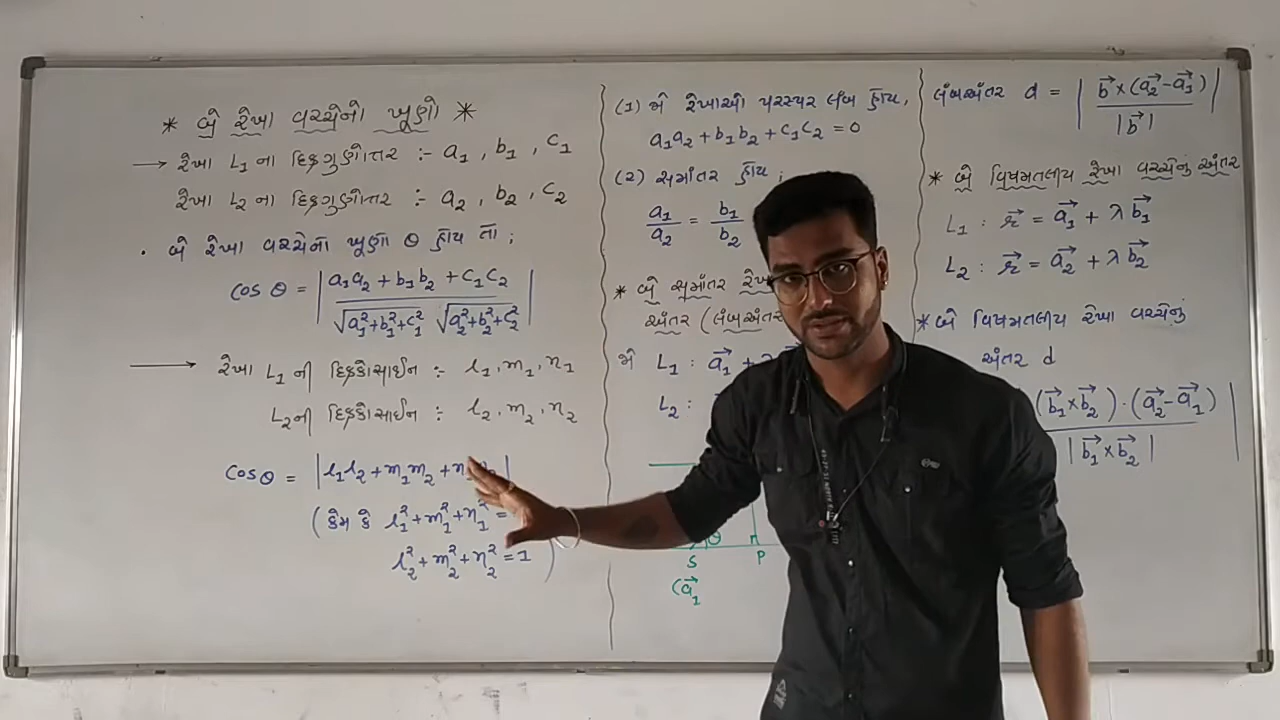 * બે રેખા વચ્ચેનો ખૂણો *
→ રેખા L₁ ના દિક્ગુણોત્તર :- a₁, b₁, c₁
રેખા L₂ ના દિક્ગુણોત્તર :- a₂, b₂, c₂
· બે રેખા વચ્ચેનો ખૂણો θ હોય તો ;
cos θ = | a₁a₂ + b₁b₂ + c₁c₂ / √a₁²+b₁²+c₁² √a₂²+b₂²+c₂² |
→ રેખા L₁ ની દિક્કોસાઈન :- l₁, m₁, n₁
L₂ની દિક્કોસાઈન :- l₂, m₂, n₂
cos θ = | l₁l₂ + m₁m₂ +
(કેમ કે l₁² + m₁² + n₁² =
l₂² + m₂² + n₂² = 1 )
(1) જો રેખાઓ પરસ્પર લંબ હોય,
a₁a₂ + b₁b₂ + c₁c₂ = 0
(2) સમાંતર હોય ;
a₁/a₂ = b₁/b₂
* બે સમાંતર
અંતર (લંબઅંતર
જો L₁ : a⃗₁ + λ
L₂ :
S θ P
(a⃗₁
લંબઅંતર d = | b⃗ × (a⃗₂ - a⃗₁) / |b⃗| |
* બે વિષમતલીય રેખા વચ્ચેનું અંતર
L₁ : r⃗ = a⃗₁ + λ b⃗₁
L₂ : r⃗ = a⃗₂ + λ b⃗₂
* બે વિષમતલીય રેખા વચ્ચેનું
અંતર d
(b⃗₁ × b⃗₂) · (a⃗₂ - a⃗₁) / |b⃗₁ × b⃗₂| |